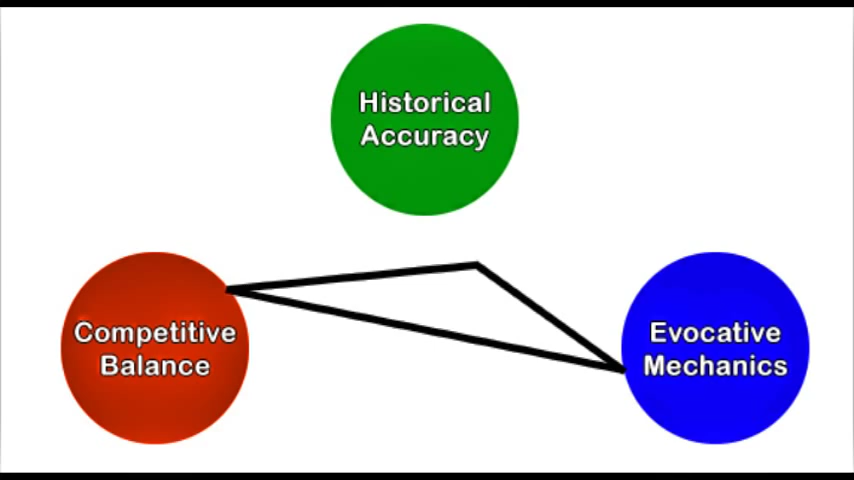 Historical
Accuracy
Competitive
Balance
Evocative
Mechanics